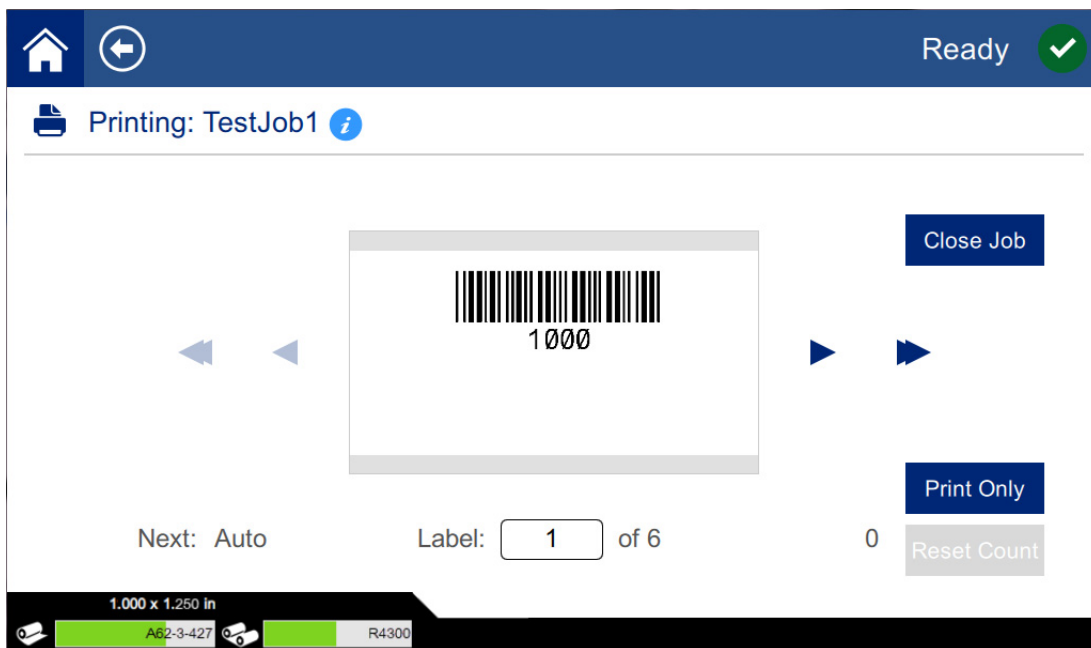 Ready
Printing: TestJob1 i
Close Job
1000
Print Only
Next: Auto Label: 1 of 6 0
Reset Count
1.000 x 1.250 in
A62-3-427 R4300